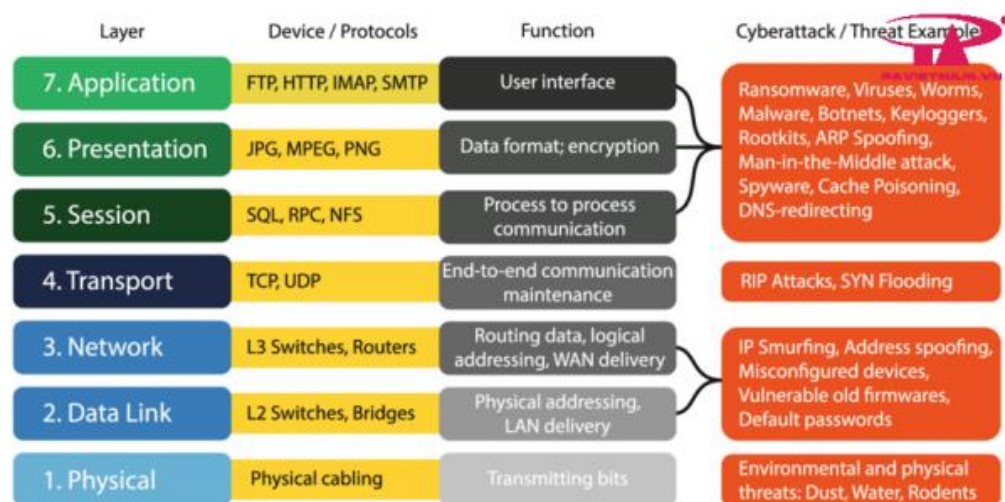 Layer Device / Protocols Function Cyberattack / Threat Example
7. Application FTP, HTTP, IMAP, SMTP User interface
Ransomware, Viruses, Worms,
Malware, Botnets, Keyloggers,
Rootkits, ARP Spoofing,
Man-in-the-Middle attack,
Spyware, Cache Poisoning,
DNS-redirecting
6. Presentation JPG, MPEG, PNG Data format; encryption
5. Session SQL, RPC, NFS Process to process
communication
4. Transport TCP, UDP End-to-end communication
maintenance
RIP Attacks, SYN Flooding
3. Network L3 Switches, Routers Routing data, logical
addressing, WAN delivery
IP Smurfing, Address spoofing,
Misconfigured devices,
Vulnerable old firmwares,
Default passwords
2. Data Link L2 Switches, Bridges Physical addressing,
LAN delivery
1. Physical Physical cabling Transmitting bits
Environmental and physical
threats: Dust, Water, Rodents